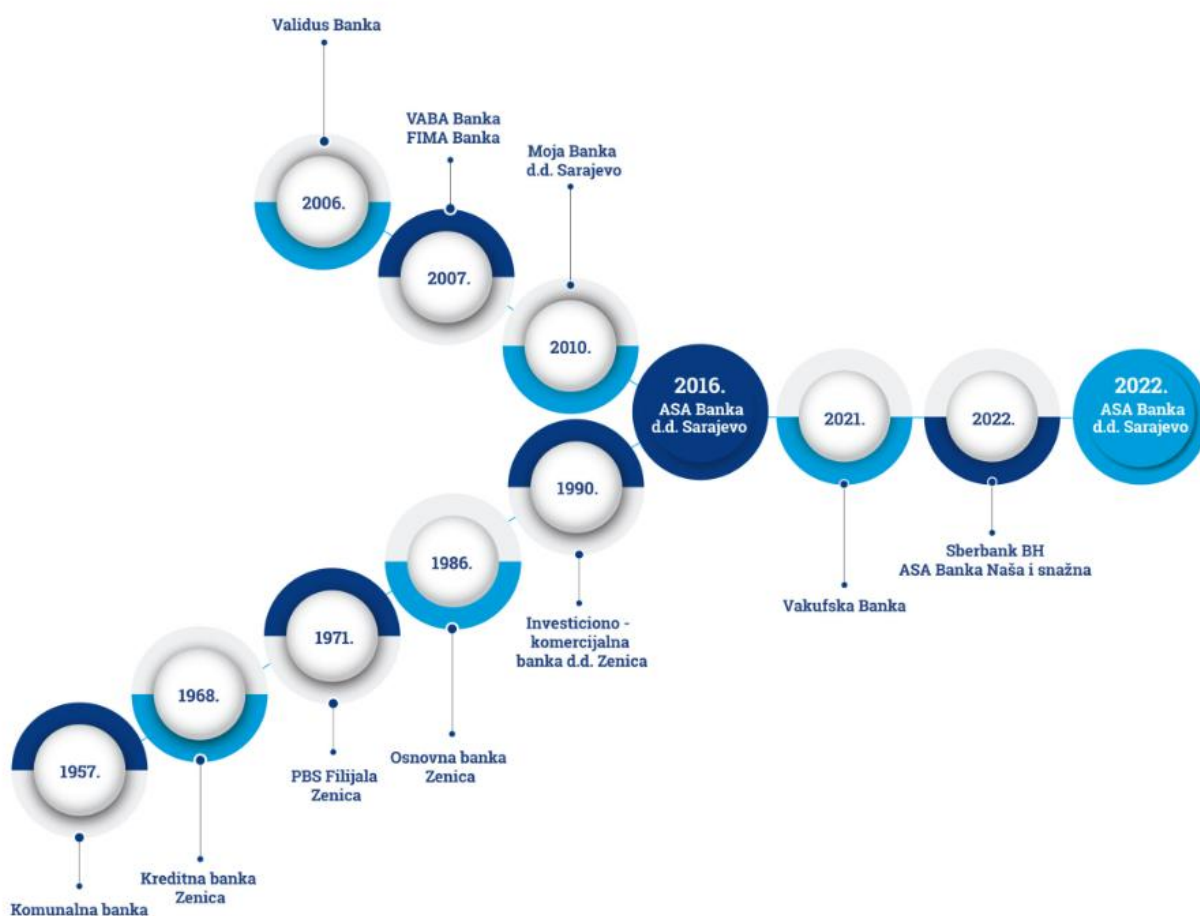 Validus Banka
2006.
VABA Banka
FIMA Banka
2007.
Moja Banka
d.d. Sarajevo
2010.
1957.
Komunalna banka
1968.
Kreditna banka
Zenica
1971.
PBS Filijala
Zenica
1986.
Osnovna banka
Zenica
1990.
Investiciono -
komercijalna
banka d.d. Zenica
2016.
ASA Banka
d.d. Sarajevo
2021.
Vakufska Banka
2022.
Sberbank BH
ASA Banka Naša i snažna
2022.
ASA Banka
d.d. Sarajevo